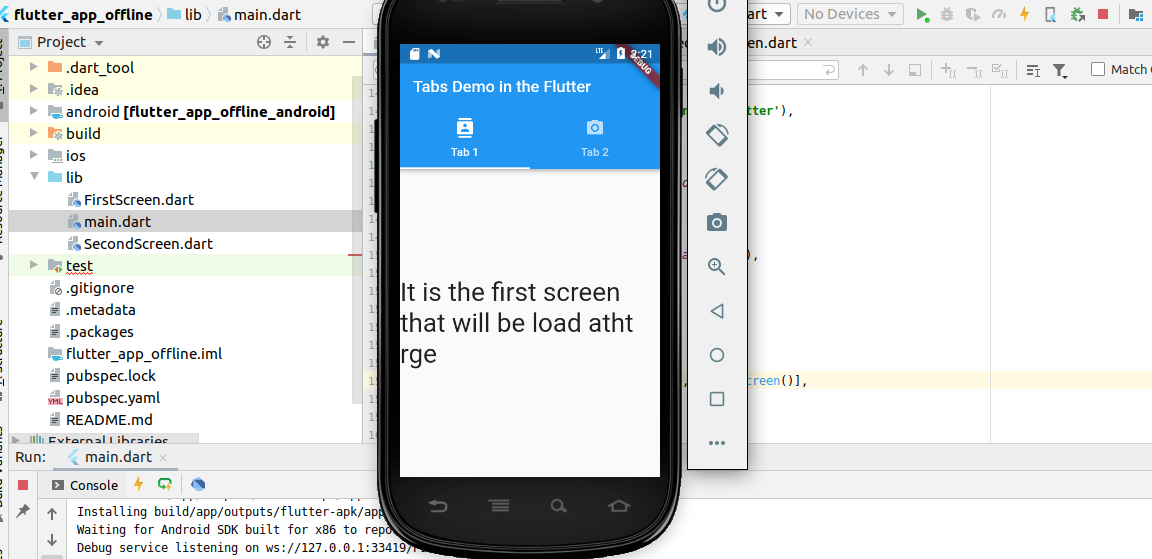 flutter_app_offline lib main.dart
art No Devices
Project
en.dart
.dart_tool
.idea
android [flutter_app_offline_android]
build
ios
lib
FirstScreen.dart
main.dart
SecondScreen.dart
test
.gitignore
.metadata
.packages
flutter_app_offline.iml
pubspec.lock
pubspec.yaml
README.md
External Libraries
LTE 3:21
DEBUG
Tabs Demo in the Flutter
Tab 1 Tab 2
It is the first screen
that will be load atht
rge
Match
tter'),
),
creen()],
Run: main.dart
Console
Installing build/app/outputs/flutter-apk/app
Waiting for Android SDK built for x86 to repo
Debug service listening on ws://127.0.0.1:33419/